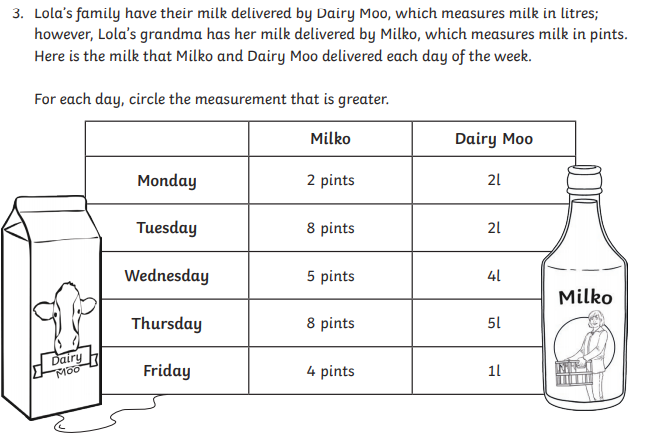 3. Lola's family have their milk delivered by Dairy Moo, which measures milk in litres;
however, Lola's grandma has her milk delivered by Milko, which measures milk in pints.
Here is the milk that Milko and Dairy Moo delivered each day of the week.
For each day, circle the measurement that is greater.
Milko Dairy Moo
Monday 2 pints 2l
Tuesday 8 pints 2l
Wednesday 5 pints 4l
Thursday 8 pints 5l
Friday 4 pints 1l
Dairy
Moo
Milko